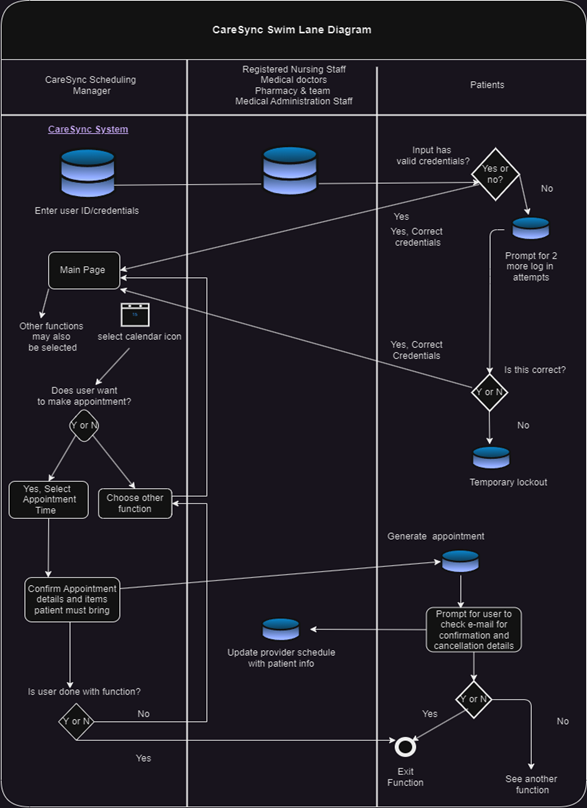 CareSync Swim Lane Diagram
CareSync Scheduling
Manager
Registered Nursing Staff
Medical doctors
Pharmacy & team
Medical Administration Staff
Patients
CareSync System
Enter user ID/credentials
Input has
valid credentials?
Yes or
no?
No
Yes
Yes, Correct
credentials
Prompt for 2
more log in
attempts
Main Page
Other functions
may also
be selected
select calendar icon
Yes, Correct
Credentials
Is this correct?
Y or N
No
Temporary lockout
Does user want
to make appointment?
Y or N
Yes, Select
Appointment
Time
Choose other
function
Generate appointment
Confirm Appointment
details and items
patient must bring
Prompt for user to
check e-mail for
confirmation and
cancellation details
Update provider schedule
with patient info
Is user done with function?
Y or N
No
Yes
Y or N
Yes
No
Exit
Function
See another
function